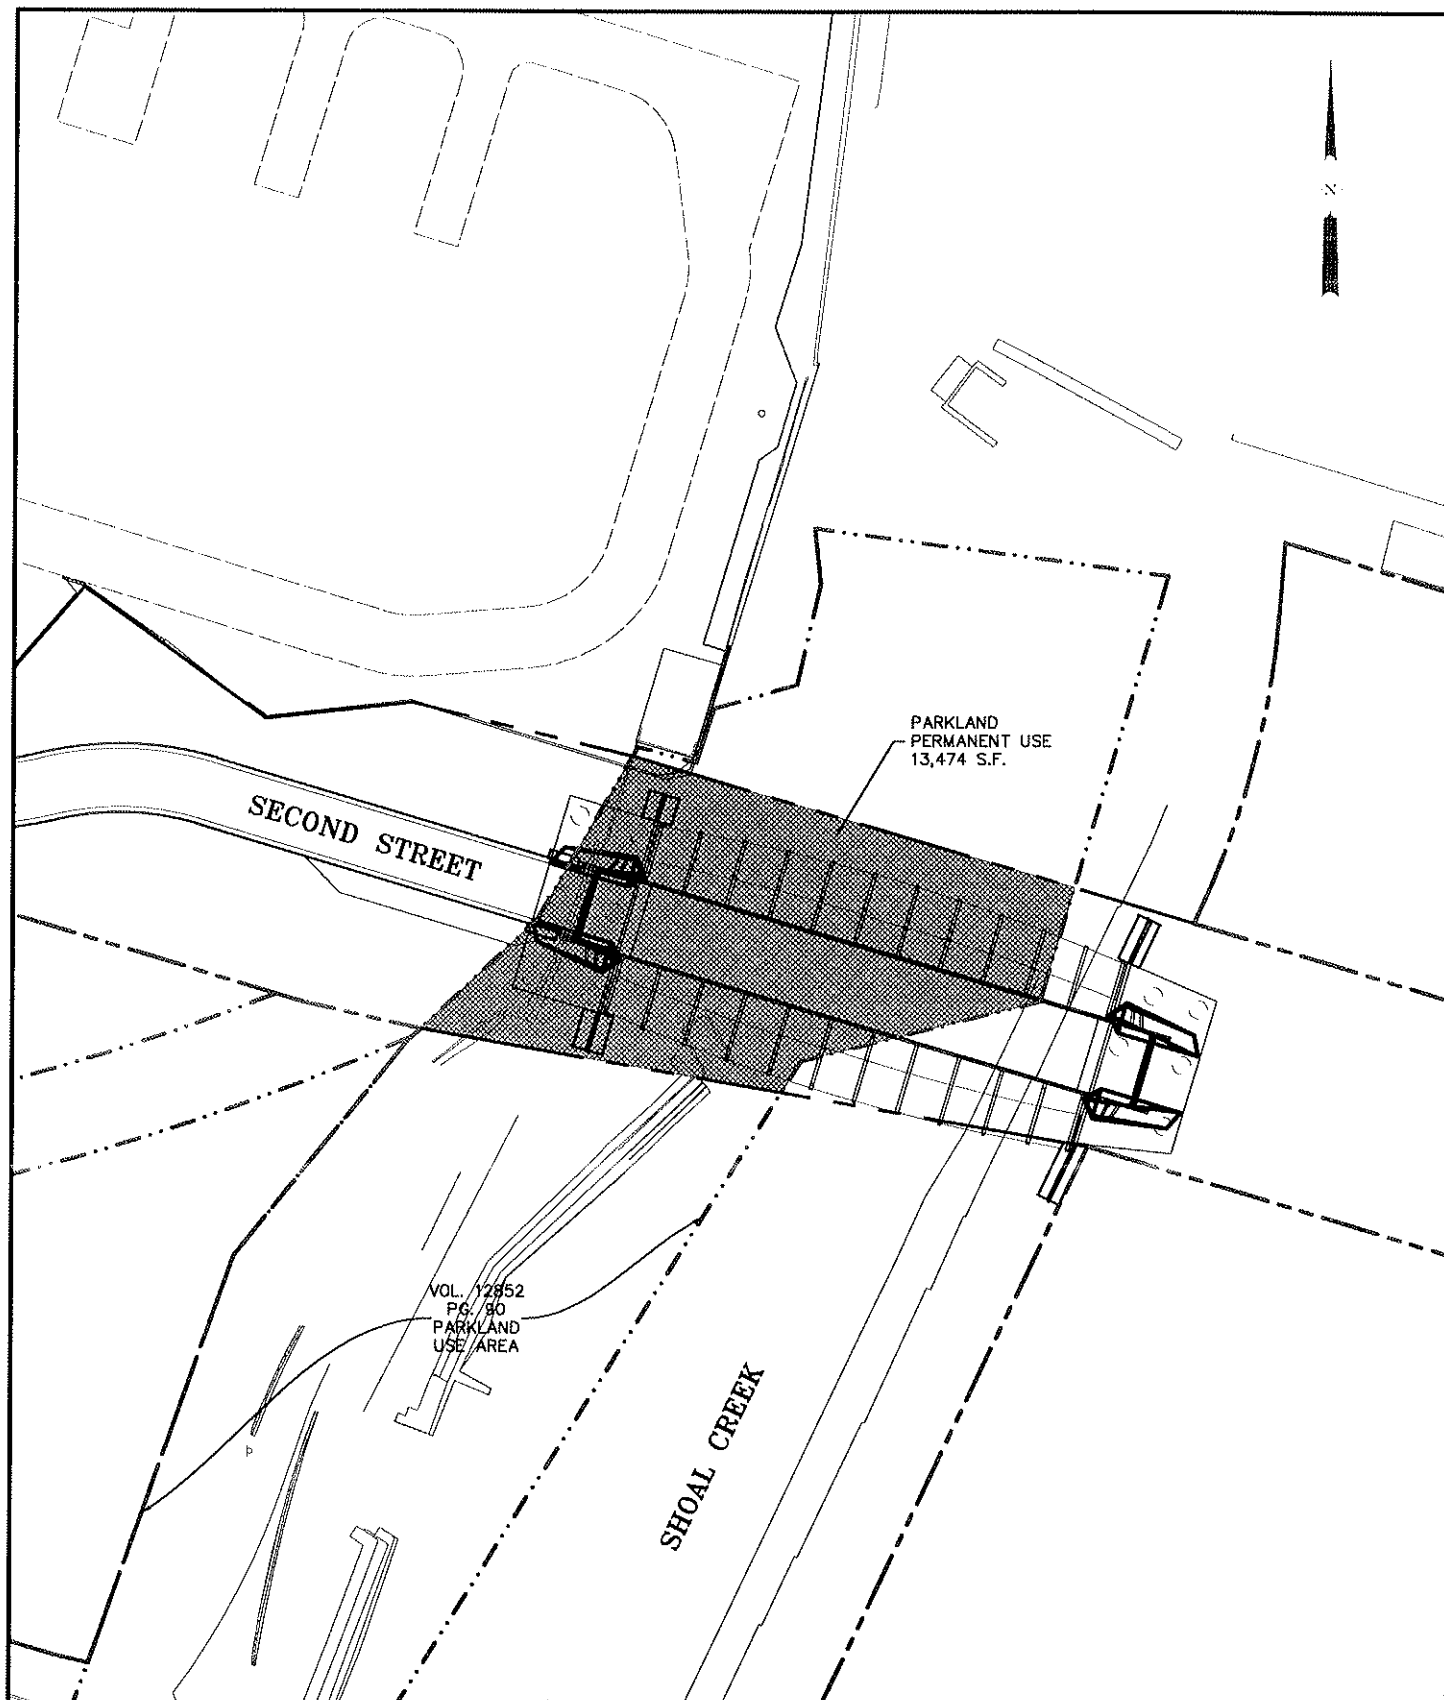 N
PARKLAND
PERMANENT USE
13,474 S.F.
SECOND STREET
VOL. 12852
PG. 90
PARKLAND
USE AREA
SHOAL CREEK